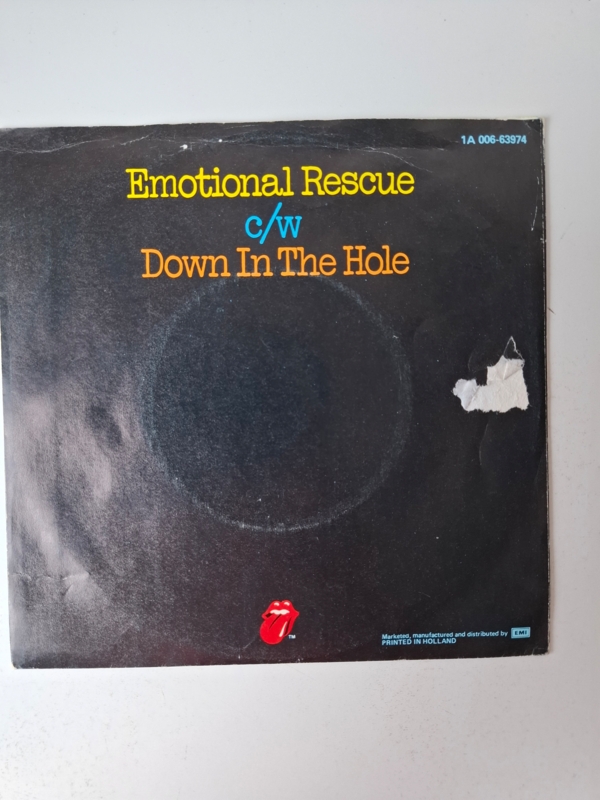 1A 006-63974
Emotional Rescue
c/w
Down In The Hole
TM
Marketed, manufactured and distributed by EMI
PRINTED IN HOLLAND